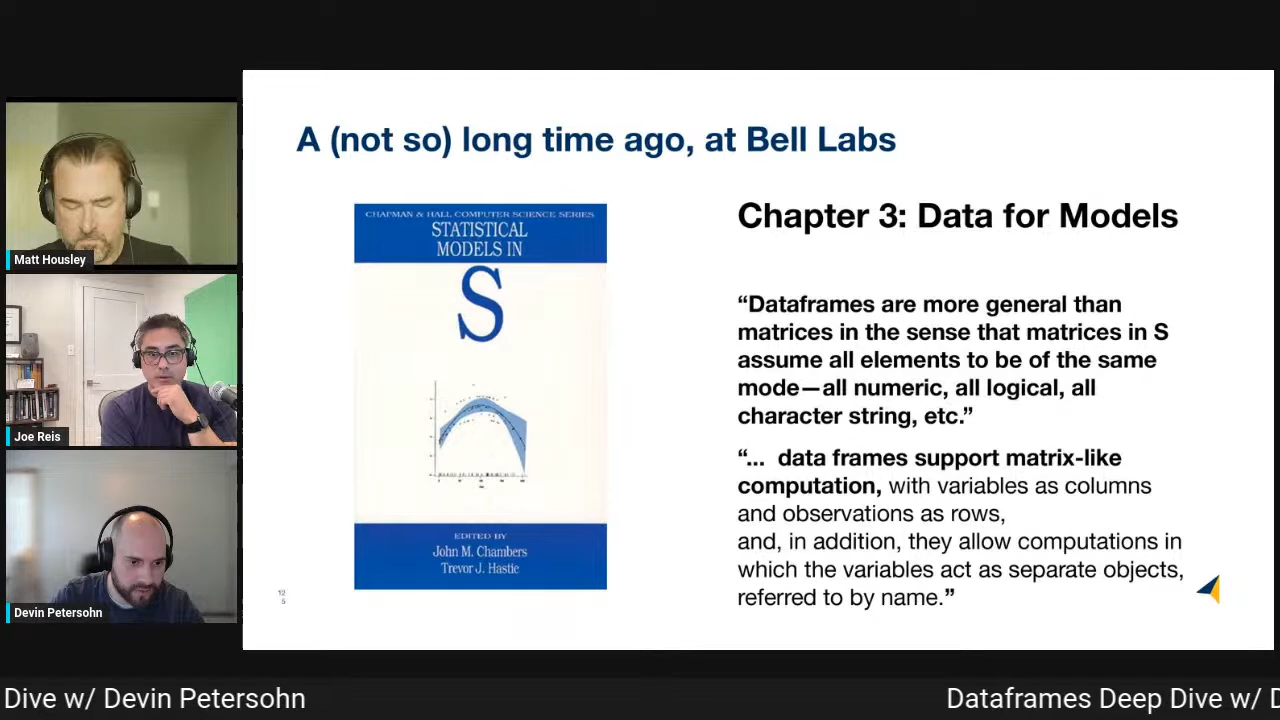 Matt Housley
Joe Reis
Devin Petersohn
A (not so) long time ago, at Bell Labs
CHAPMAN & HALL COMPUTER SCIENCE SERIES
STATISTICAL
MODELS IN
S
EDITED BY
John M. Chambers
Trevor J. Hastie
12
5
Chapter 3: Data for Models
“Dataframes are more general than
matrices in the sense that matrices in S
assume all elements to be of the same
mode—all numeric, all logical, all
character string, etc.”
“... data frames support matrix-like
computation, with variables as columns
and observations as rows,
and, in addition, they allow computations in
which the variables act as separate objects,
referred to by name.”
Dive w/ Devin Petersohn
Dataframes Deep Dive w/ D